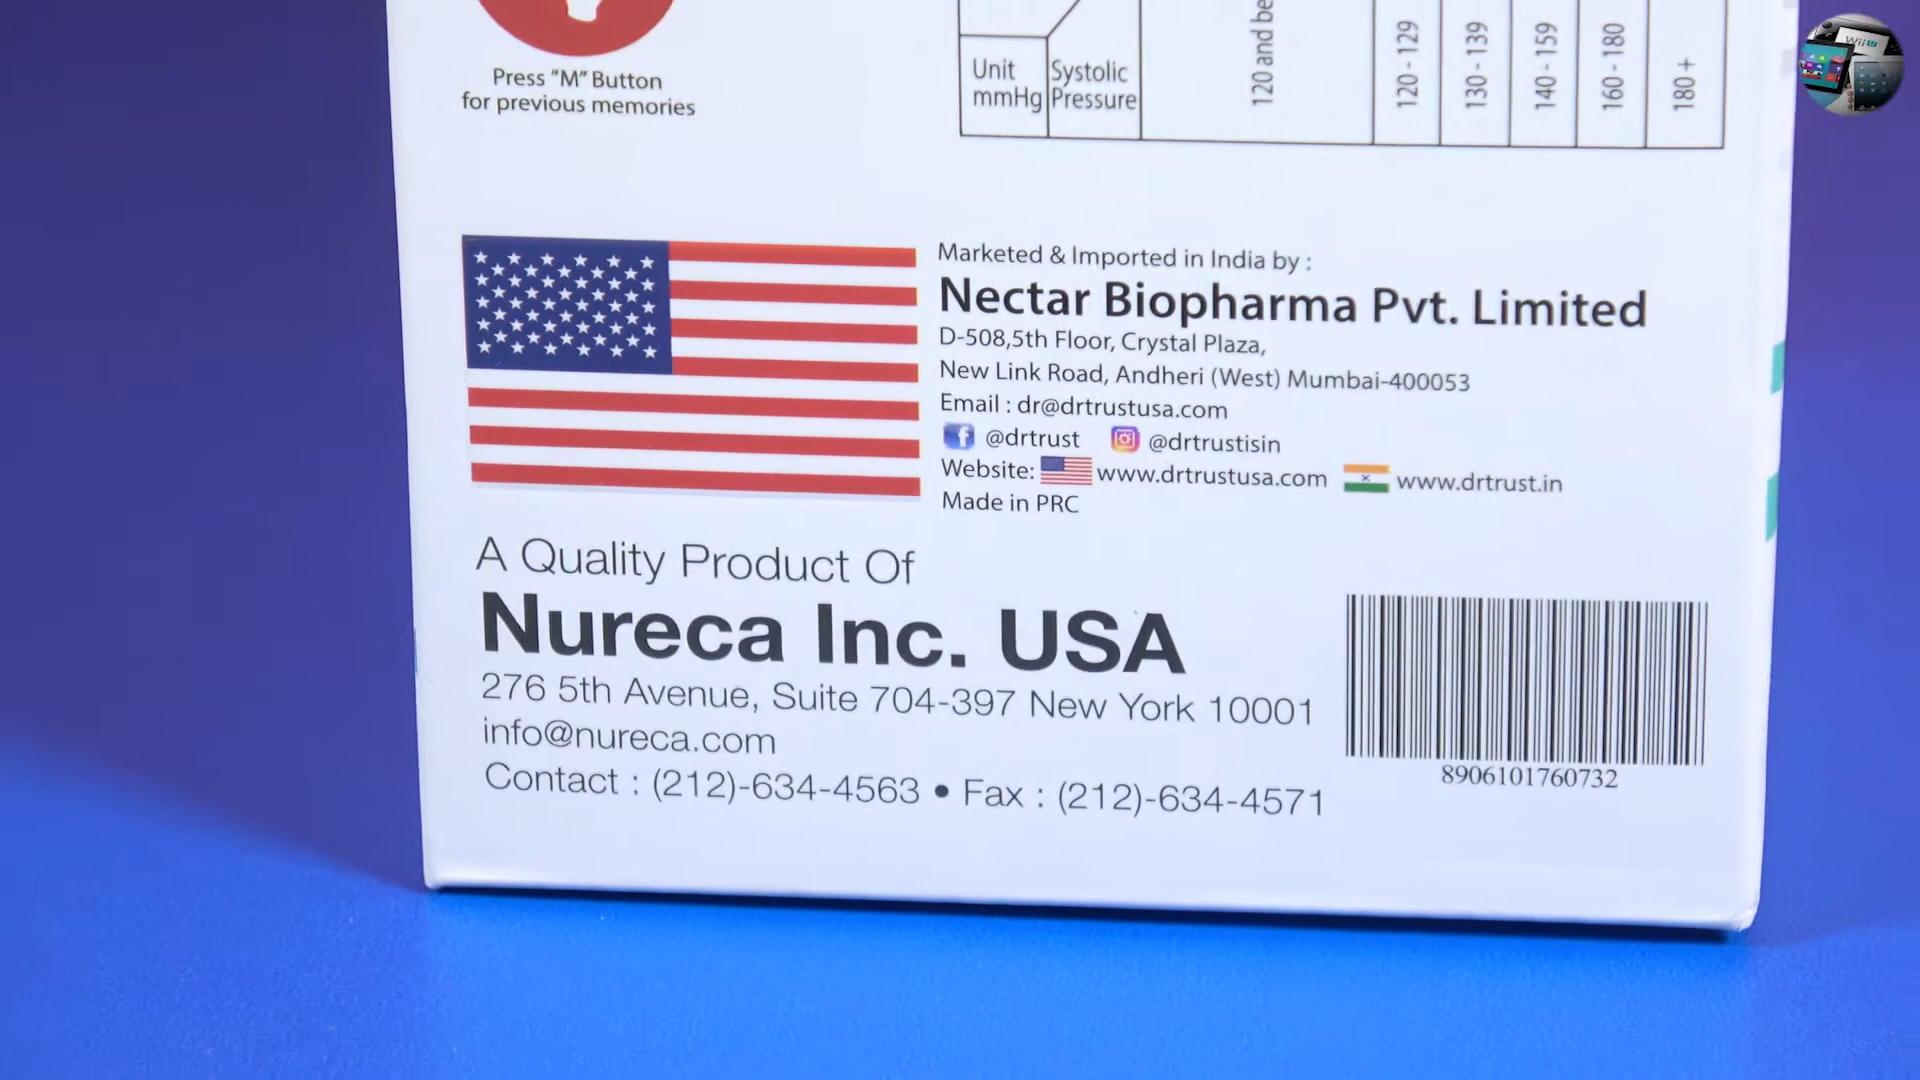 Press "M" Button
for previous memories
Unit
mmHg
Systolic
Pressure
120 and be
120 - 129
130 - 139
140 - 159
160 - 180
180 +
WiiU
Marketed & Imported in India by :
Nectar Biopharma Pvt. Limited
D-508,5th Floor, Crystal Plaza,
New Link Road, Andheri (West) Mumbai-400053
Email : dr@drtrustusa.com
@drtrust @drtrustisin
Website: www.drtrustusa.com www.drtrust.in
Made in PRC
A Quality Product Of
Nureca Inc. USA
276 5th Avenue, Suite 704-397 New York 10001
info@nureca.com
Contact : (212)-634-4563 • Fax : (212)-634-4571
8906101760732